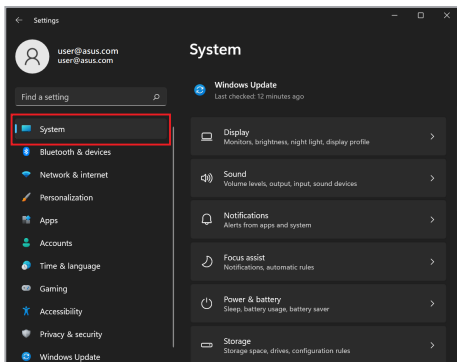 Settings
user@asus.com
user@asus.com
Find a setting
System
Bluetooth & devices
Network & internet
Personalization
Apps
Accounts
Time & language
Gaming
Accessibility
Privacy & security
Windows Update
System
Windows Update
Last checked: 12 minutes ago
Display
Monitors, brightness, night light, display profile
Sound
Volume levels, output, input, sound devices
Notifications
Alerts from apps and system
Focus assist
Notifications, automatic rules
Power & battery
Sleep, battery usage, battery saver
Storage
Storage space, drives, configuration rules